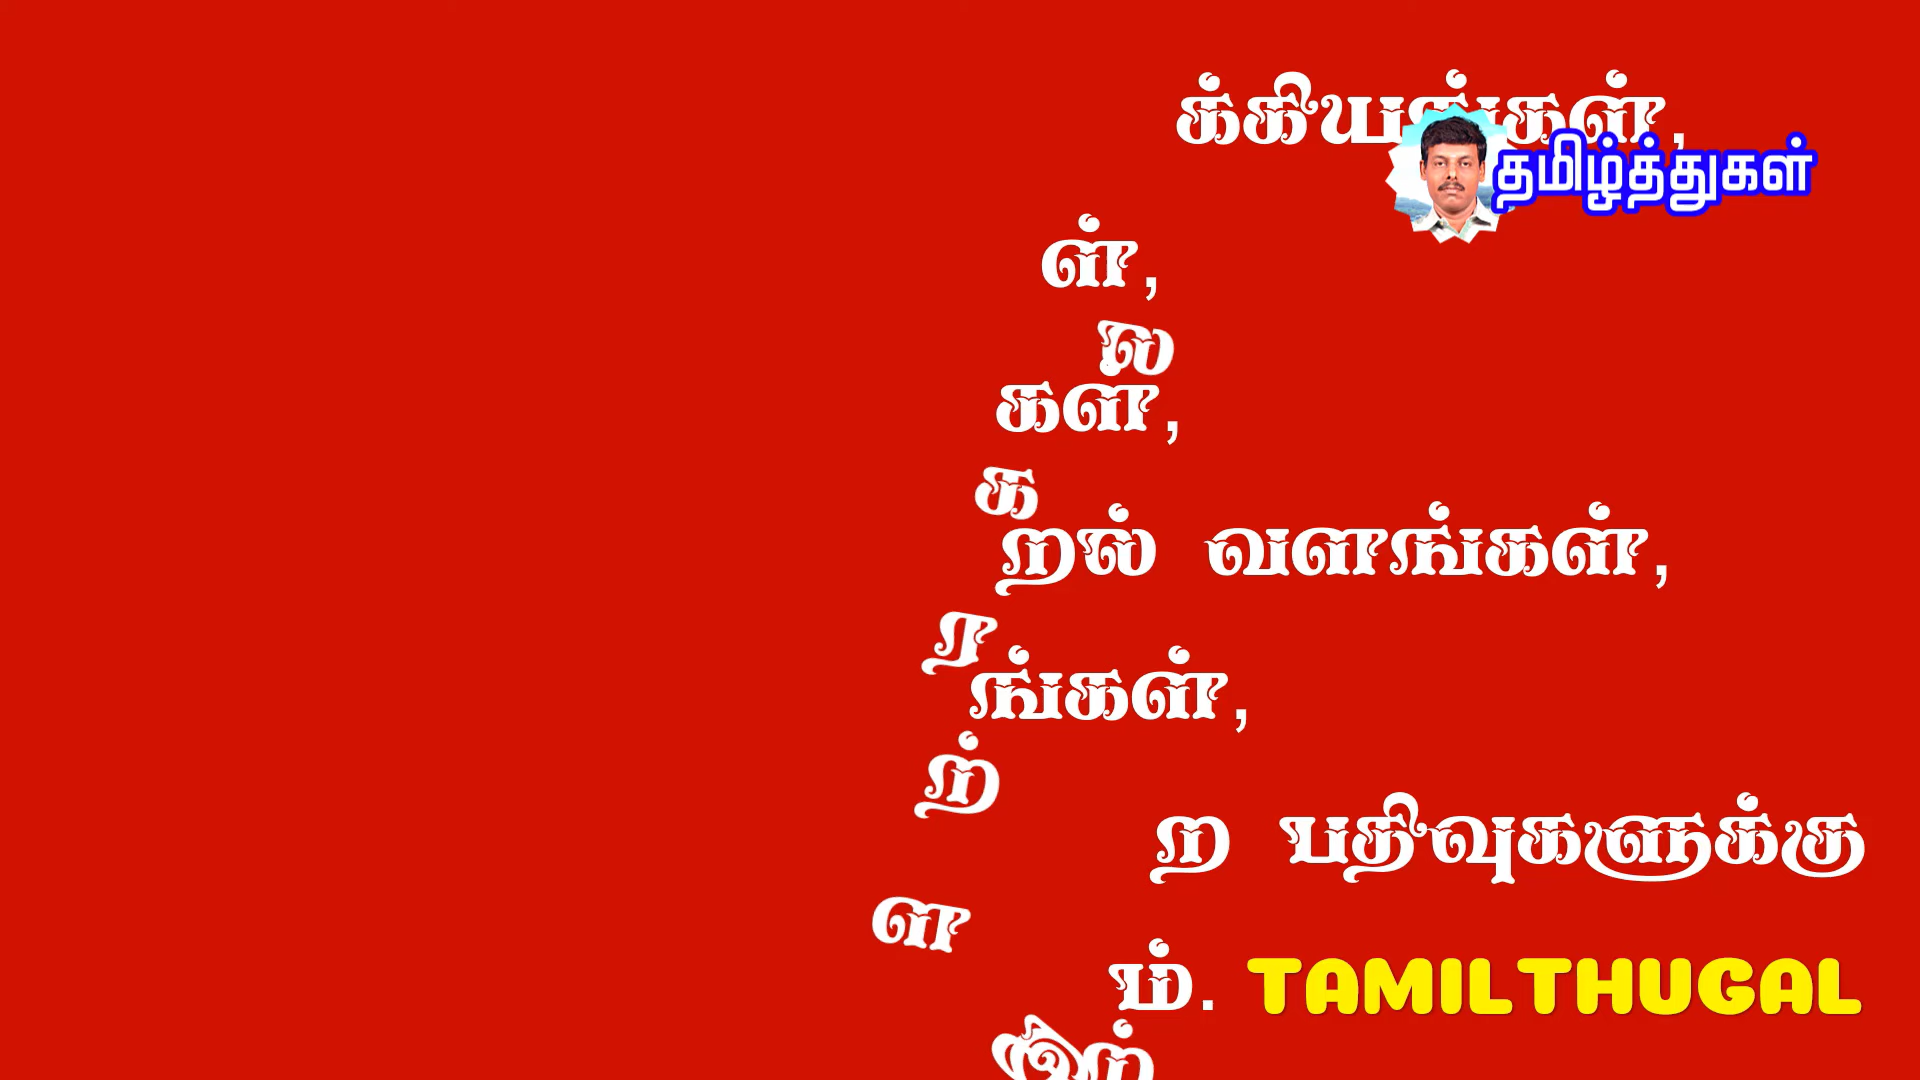 க்கியங்கள்,
தமிழ்த்துகள்
ள்,
ல
கள்,
க
றல் வளங்கள்,
ர
ங்கள்,
ற்
ற பதிவுகளுக்கு
ள
ம். TAMILTHUGAL